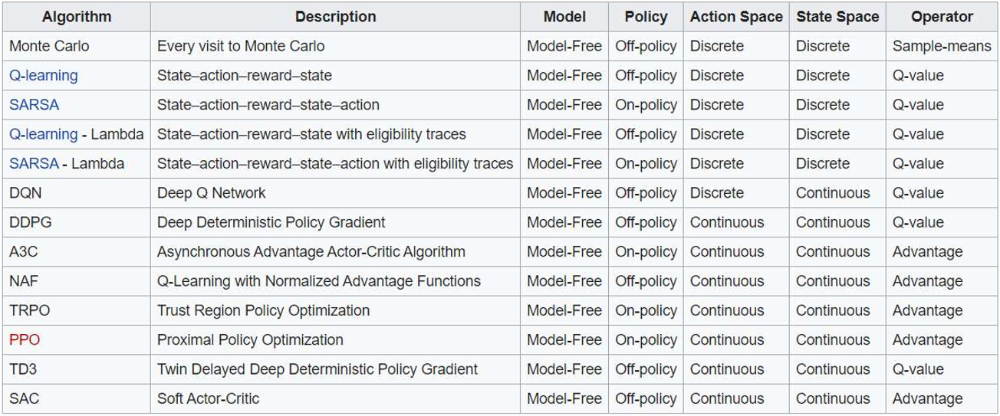 Algorithm Description Model Policy Action Space State Space Operator
Monte Carlo Every visit to Monte Carlo Model-Free Off-policy Discrete Discrete Sample-means
Q-learning State–action–reward–state Model-Free Off-policy Discrete Discrete Q-value
SARSA State–action–reward–state–action Model-Free On-policy Discrete Discrete Q-value
Q-learning - Lambda State–action–reward–state with eligibility traces Model-Free Off-policy Discrete Discrete Q-value
SARSA - Lambda State–action–reward–state–action with eligibility traces Model-Free On-policy Discrete Discrete Q-value
DQN Deep Q Network Model-Free Off-policy Discrete Continuous Q-value
DDPG Deep Deterministic Policy Gradient Model-Free Off-policy Continuous Continuous Q-value
A3C Asynchronous Advantage Actor-Critic Algorithm Model-Free On-policy Continuous Continuous Advantage
NAF Q-Learning with Normalized Advantage Functions Model-Free Off-policy Continuous Continuous Advantage
TRPO Trust Region Policy Optimization Model-Free On-policy Continuous Continuous Advantage
PPO Proximal Policy Optimization Model-Free On-policy Continuous Continuous Advantage
TD3 Twin Delayed Deep Deterministic Policy Gradient Model-Free Off-policy Continuous Continuous Q-value
SAC Soft Actor-Critic Model-Free Off-policy Continuous Continuous Advantage